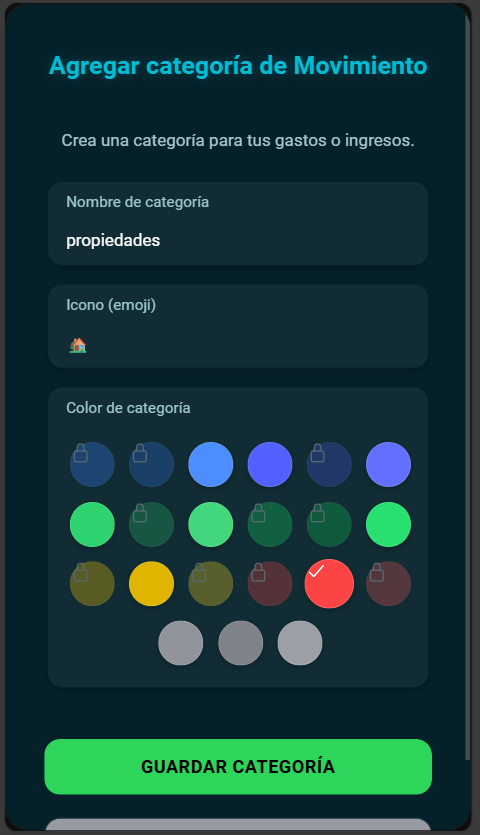 Agregar categoría de Movimiento
Crea una categoría para tus gastos o ingresos.
Nombre de categoría
propiedades
Icono (emoji)
🏠
Color de categoría
GUARDAR CATEGORÍA